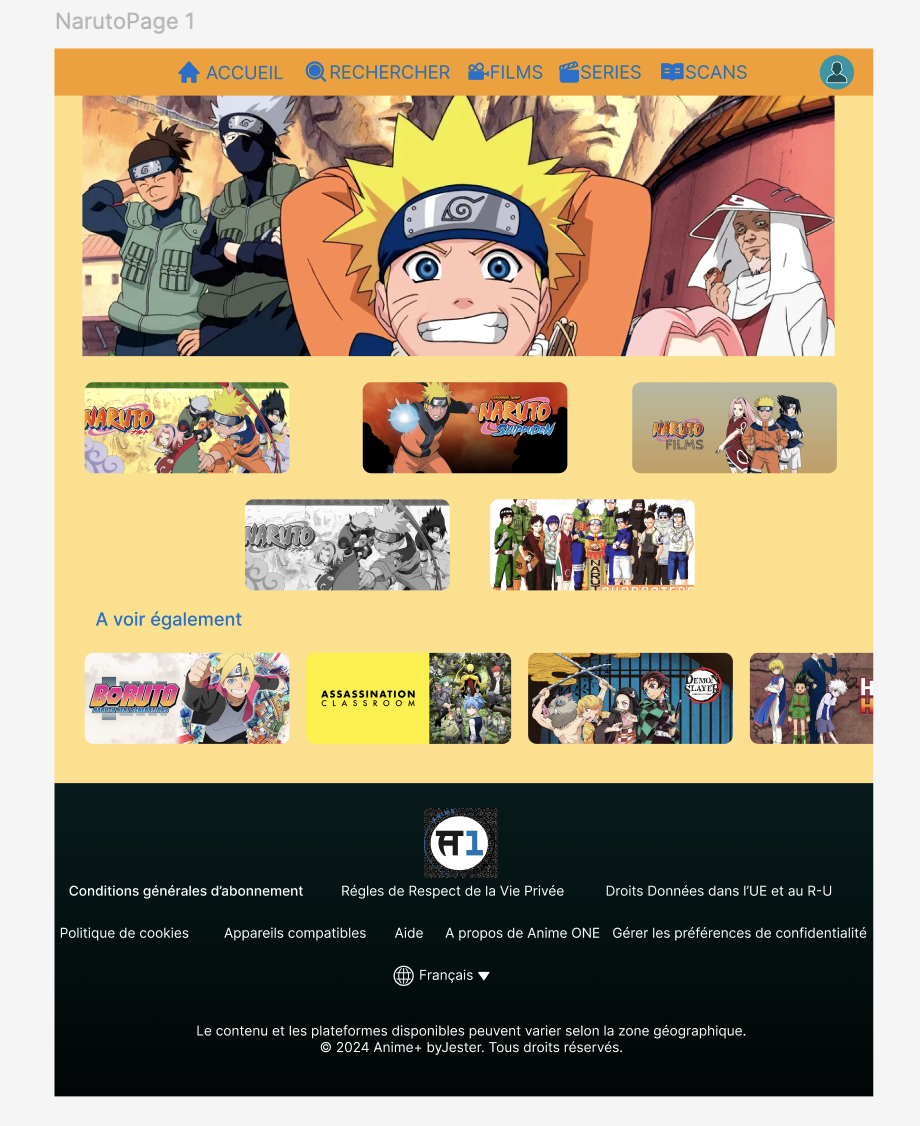 NarutoPage 1
ACCUEIL RECHERCHER FILMS SERIES SCANS
NARUTO
NARUTO
SHIPPUDEN
NARUTO
FILMS
NARUTO
A voir également
BORUTO
ASSASSINATION
CLASSROOM
DEMON
SLAYER
A1
Conditions générales d’abonnement Régles de Respect de la Vie Privée Droits Données dans l’UE et au R-U
Politique de cookies Appareils compatibles Aide A propos de Anime ONE Gérer les préférences de confidentialité
Français
Le contenu et les plateformes disponibles peuvent varier selon la zone géographique.
© 2024 Anime+ byJester. Tous droits réservés.